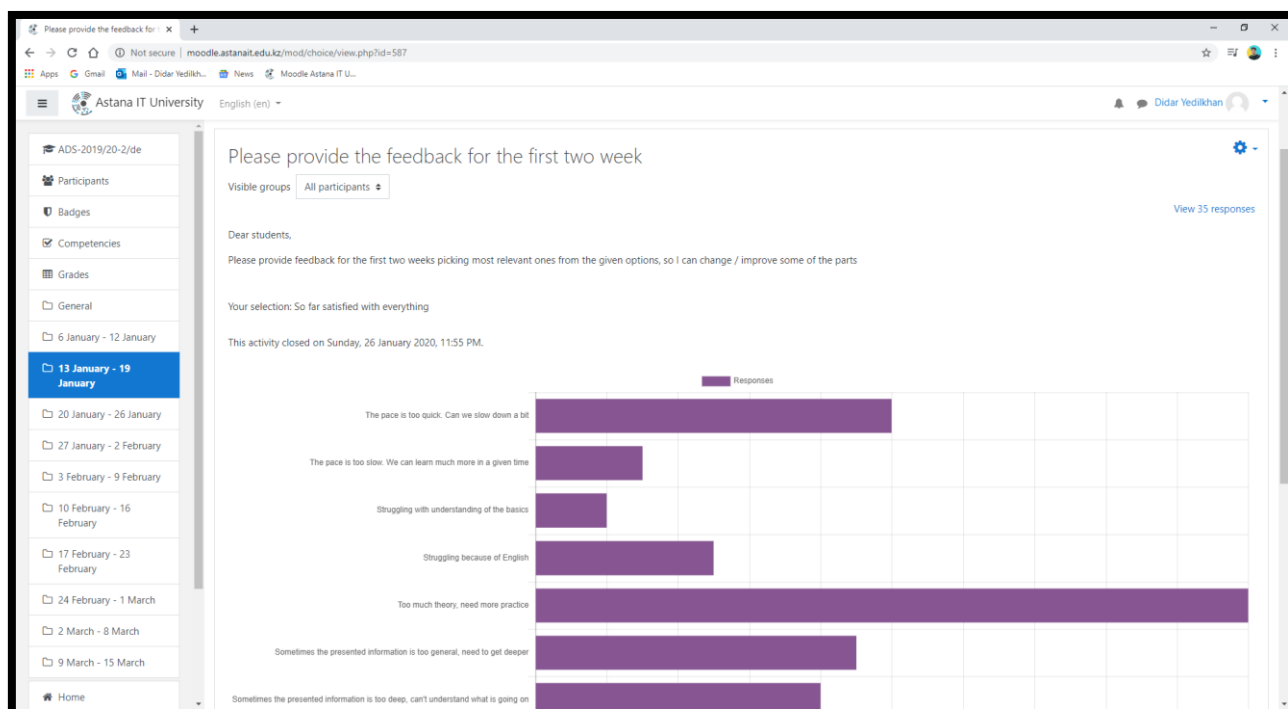 Please provide the feedback for t
Not secure | moodle.astanait.edu.kz/mod/choice/view.php?id=587
Apps Gmail Mail - Didar Yedilkh... News Moodle Astana IT U...
Astana IT University English (en) Didar Yedilkhan
ADS-2019/20-2/de
Participants
Badges
Competencies
Grades
General
6 January - 12 January
13 January - 19
January
20 January - 26 January
27 January - 2 February
3 February - 9 February
10 February - 16
February
17 February - 23
February
24 February - 1 March
2 March - 8 March
9 March - 15 March
Home
Please provide the feedback for the first two week
Visible groups All participants
View 35 responses
Dear students,
Please provide feedback for the first two weeks picking most relevant ones from the given options, so I can change / improve some of the parts
Your selection: So far satisfied with everything
This activity closed on Sunday, 26 January 2020, 11:55 PM.
Responses
The pace is too quick. Can we slow down a bit
The pace is too slow. We can learn much more in a given time
Struggling with understanding of the basics
Struggling because of English
Too much theory, need more practice
Sometimes the presented information is too general, need to get deeper
Sometimes the presented information is too deep, can't understand what is going on